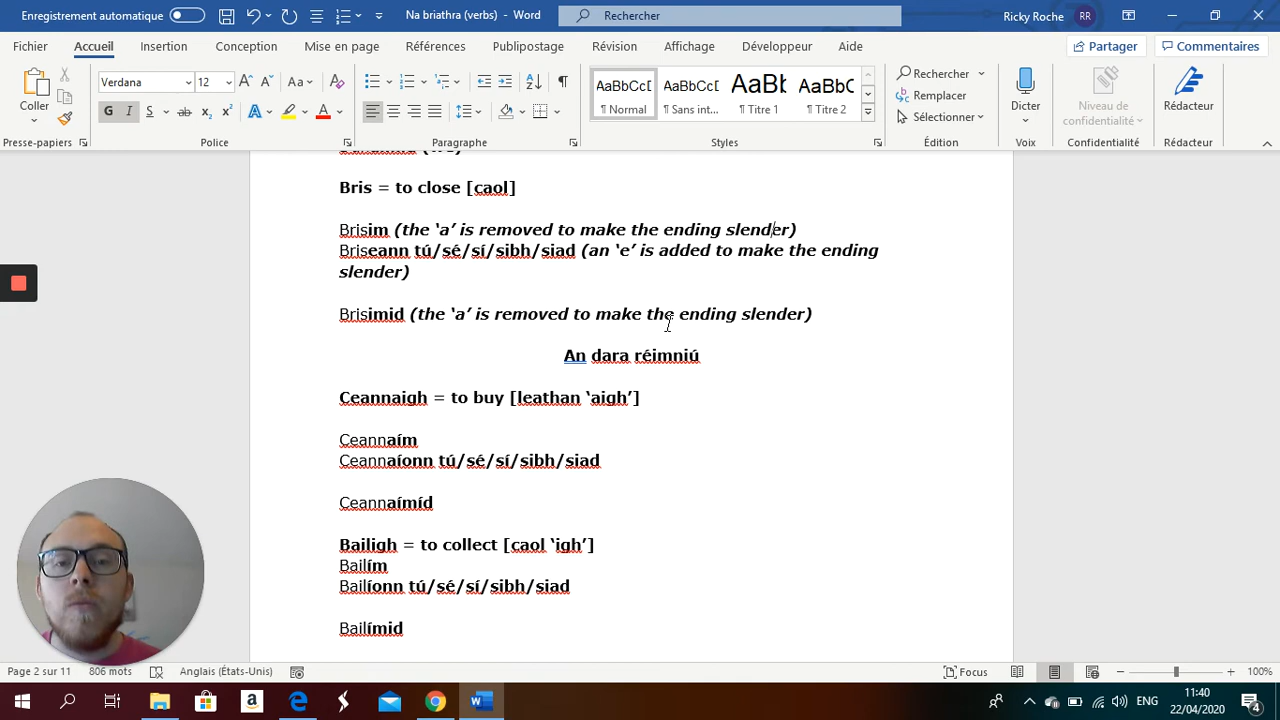 Enregistrement automatique
Na briathra (verbs) - Word
Rechercher
Ricky Roche
RR
Fichier Accueil Insertion Conception Mise en page Références Publipostage Révision Affichage Développeur Aide
Partager Commentaires
Verdana 12
AaBbCcDc AaBbCcDc AaBb AaBbCc
Rechercher
Remplacer
Sélectionner
Coller
¶ Normal ¶ Sans int... ¶ Titre 1 ¶ Titre 2
Dicter
Niveau de confidentialité
Rédacteur
Presse-papiers Police Paragraphe Styles Édition Voix Confidentialité Rédacteur
Bris = to close [caol]
Brisim (the ‘a’ is removed to make the ending slender)
Briseann tú/sé/sí/sibh/siad (an ‘e’ is added to make the ending
slender)
Brisimid (the ‘a’ is removed to make the ending slender)
An dara réimniú
Ceannaigh = to buy [leathan ‘aigh’]
Ceannaím
Ceannaíonn tú/sé/sí/sibh/siad
Ceannaímíd
Bailigh = to collect [caol ‘igh’]
Bailím
Bailíonn tú/sé/sí/sibh/siad
Bailímid
Page 2 sur 11 806 mots Anglais (États-Unis) Focus 100%
ENG
11:40
22/04/2020
4